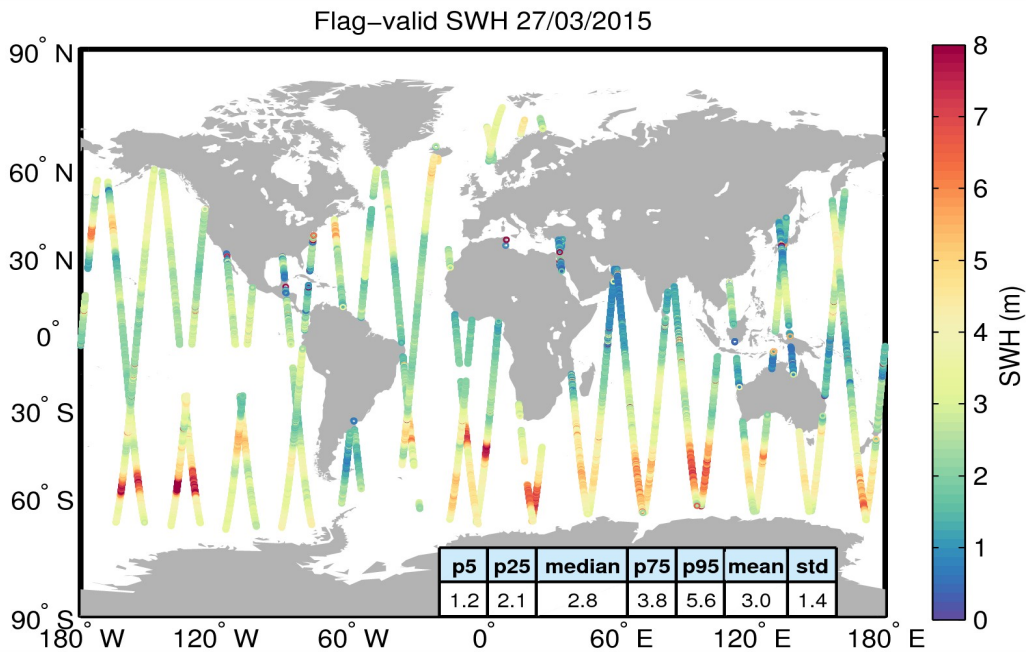 Flag-valid SWH 27/03/2015
90° N
60° N
30° N
0°
30° S
60° S
90° S
180° W
120° W
60° W
0°
60° E
120° E
180° E
p5 p25 median p75 p95 mean std
1.2 2.1 2.8 3.8 5.6 3.0 1.4
8
7
6
5
4
3
2
1
0
SWH (m)